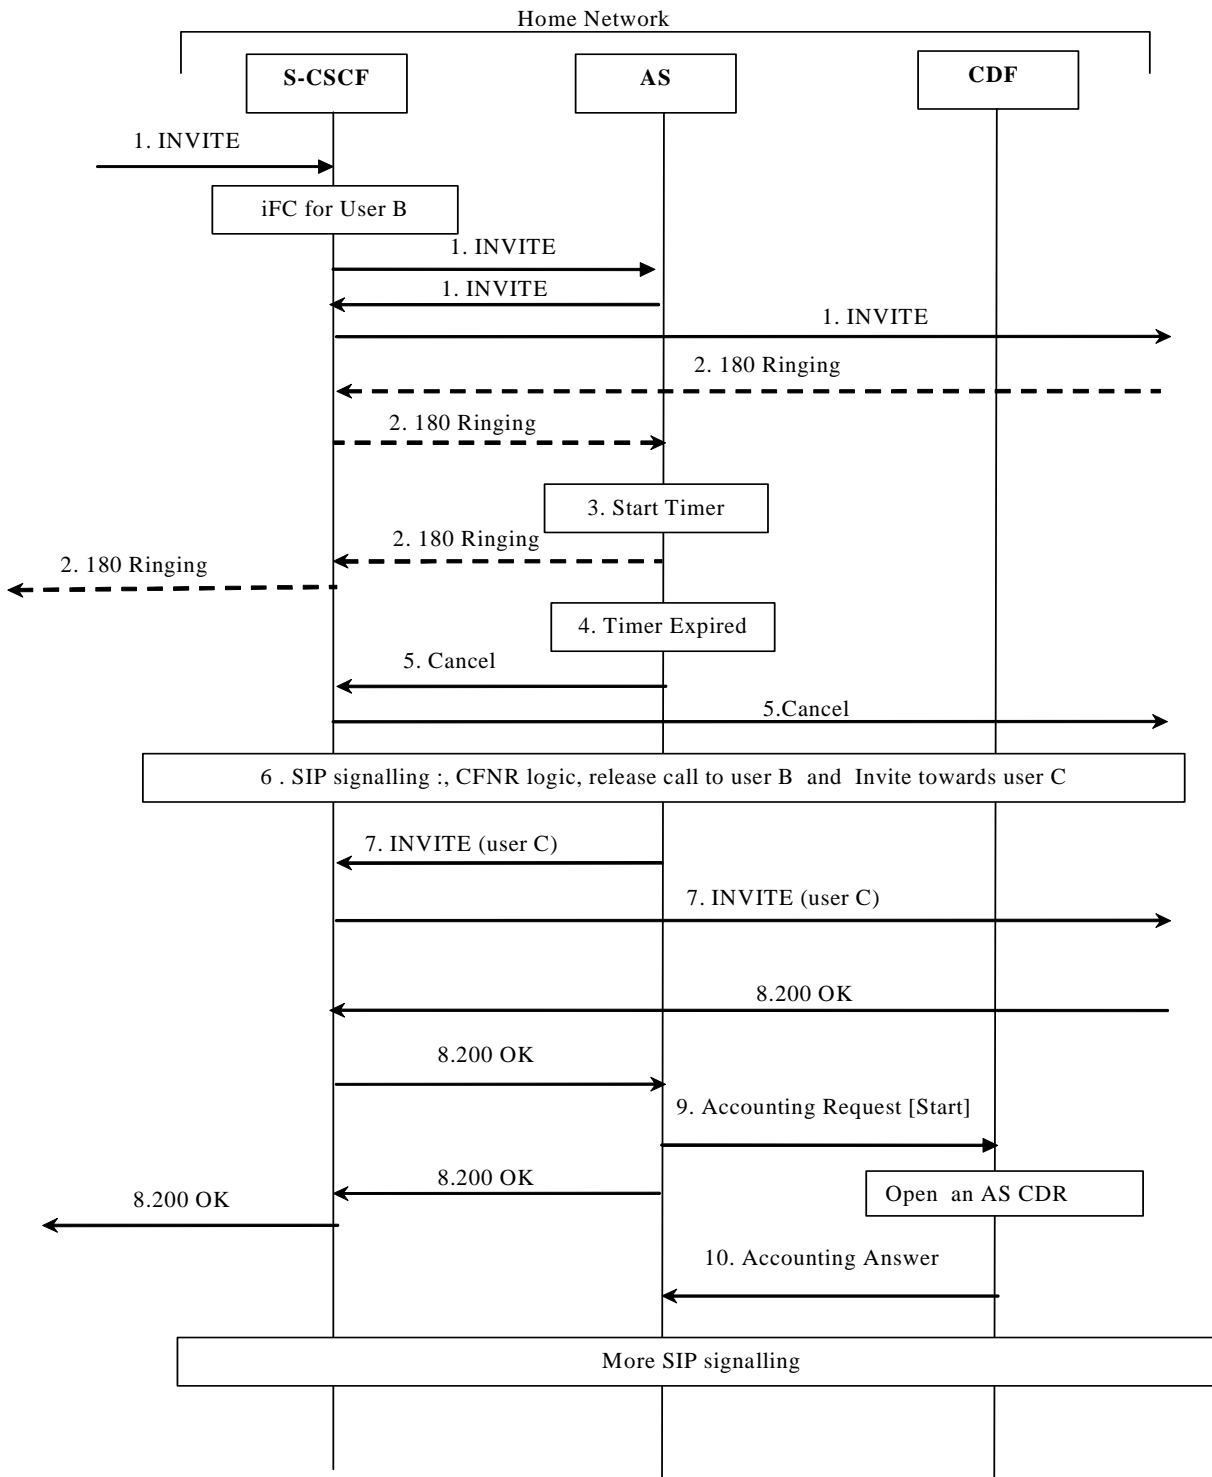 Home Network
S-CSCF
AS
CDF
1. INVITE
iFC for User B
1. INVITE
1. INVITE
1. INVITE
2. 180 Ringing
2. 180 Ringing
3. Start Timer
2. 180 Ringing
2. 180 Ringing
4. Timer Expired
5. Cancel
5.Cancel
6 . SIP signalling :, CFNR logic, release call to user B and Invite towards user C
7. INVITE (user C)
7. INVITE (user C)
8.200 OK
8.200 OK
9. Accounting Request [Start]
8.200 OK
Open an AS CDR
8.200 OK
10. Accounting Answer
More SIP signalling